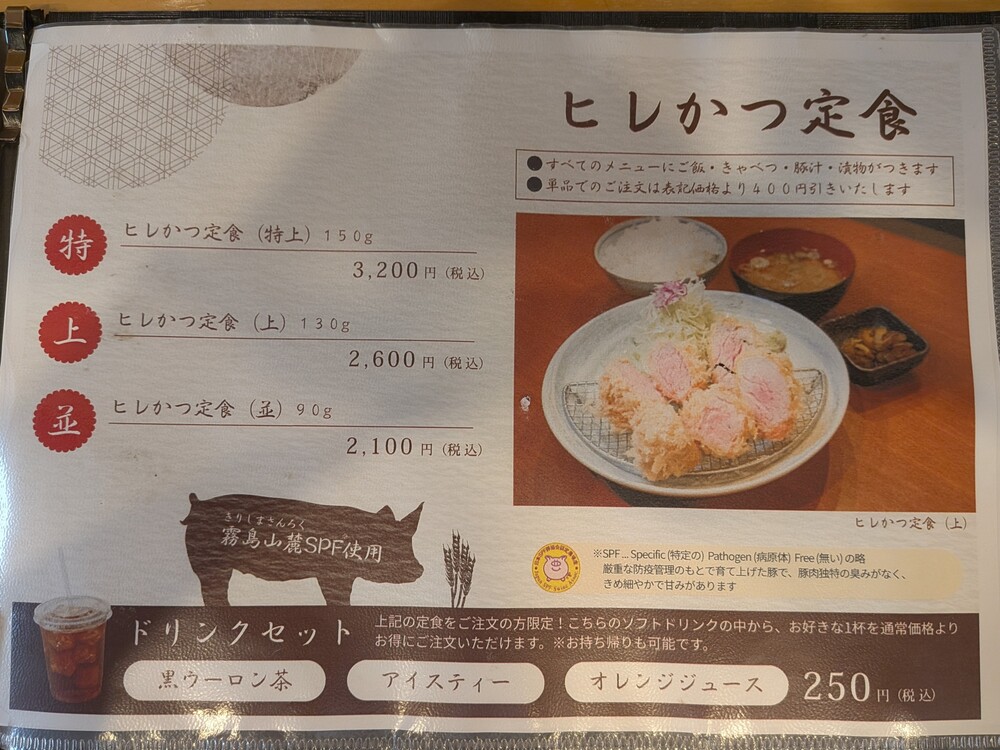 ヒレかつ定食
●すべてのメニューにご飯・きゃべつ・豚汁・漬物がつきます
●単品でのご注文は表記価格より400円引きいたします
特
ヒレかつ定食（特上）150g
3,200円（税込）
上
ヒレかつ定食（上）130g
2,600円（税込）
並
ヒレかつ定食（並）90g
2,100円（税込）
きりしまさんろく
霧島山麓SPF使用
ヒレかつ定食（上）
※SPF ... Specific (特定の) Pathogen (病原体) Free (無い) の略
厳重な防疫管理のもとで育て上げた豚で、豚肉独特の臭みがなく、
きめ細やかで甘みがあります
ドリンクセット
上記の定食をご注文の方限定！こちらのソフトドリンクの中から、お好きな1杯を通常価格より
お得にご注文いただけます。※お持ち帰りも可能です。
黒ウーロン茶
アイスティー
オレンジジュース
250円（税込）